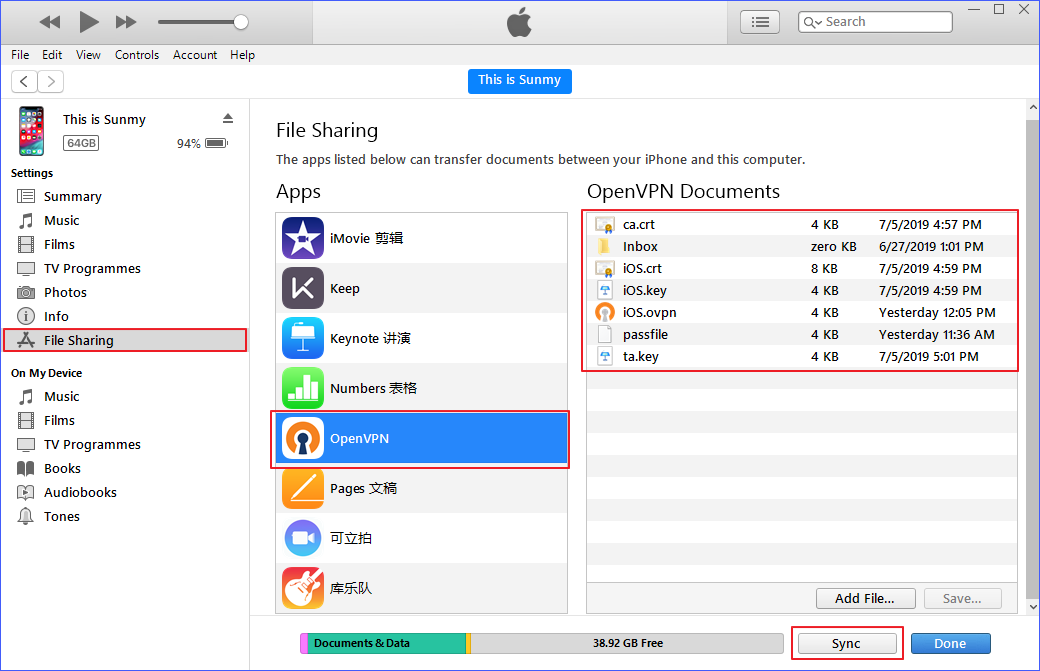 Search
File Edit View Controls Account Help
This is Sunmy
This is Sunmy
64GB 94%
Settings
Summary
Music
Films
TV Programmes
Photos
Info
File Sharing
On My Device
Music
Films
TV Programmes
Books
Audiobooks
Tones
File Sharing
The apps listed below can transfer documents between your iPhone and this computer.
Apps
iMovie 剪辑
Keep
Keynote 讲演
Numbers 表格
OpenVPN
Pages 文稿
可立拍
库乐队
OpenVPN Documents
ca.crt 4 KB 7/5/2019 4:57 PM
Inbox zero KB 6/27/2019 1:01 PM
iOS.crt 8 KB 7/5/2019 4:59 PM
iOS.key 4 KB 7/5/2019 4:59 PM
iOS.ovpn 4 KB Yesterday 12:05 PM
passfile 4 KB Yesterday 11:36 AM
ta.key 4 KB 7/5/2019 5:01 PM
Add File... Save...
Documents & Data 38.92 GB Free Sync Done